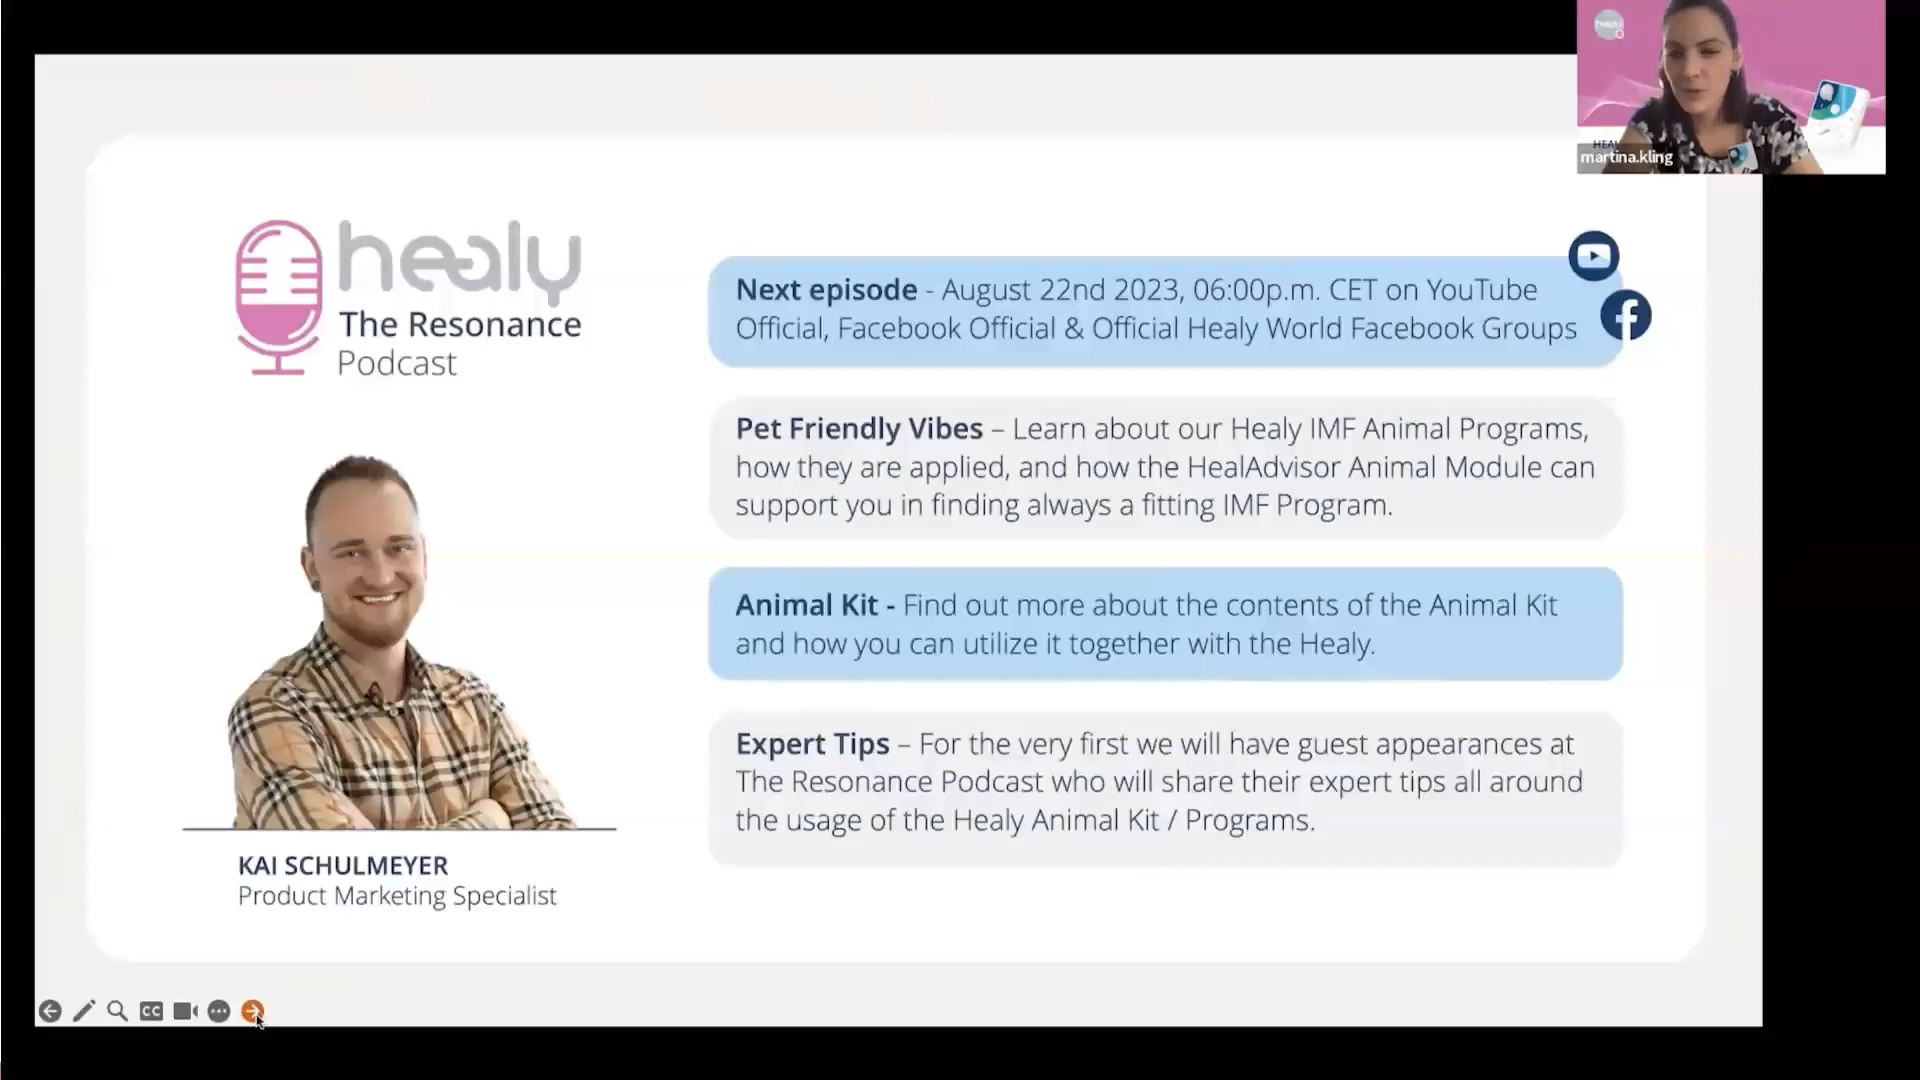 healy
HEAL
martina.kling
healy
The Resonance
Podcast
Next episode - August 22nd 2023, 06:00p.m. CET on YouTube
Official, Facebook Official & Official Healy World Facebook Groups
Pet Friendly Vibes – Learn about our Healy IMF Animal Programs,
how they are applied, and how the HealAdvisor Animal Module can
support you in finding always a fitting IMF Program.
Animal Kit - Find out more about the contents of the Animal Kit
and how you can utilize it together with the Healy.
Expert Tips – For the very first we will have guest appearances at
The Resonance Podcast who will share their expert tips all around
the usage of the Healy Animal Kit / Programs.
KAI SCHULMEYER
Product Marketing Specialist
CC